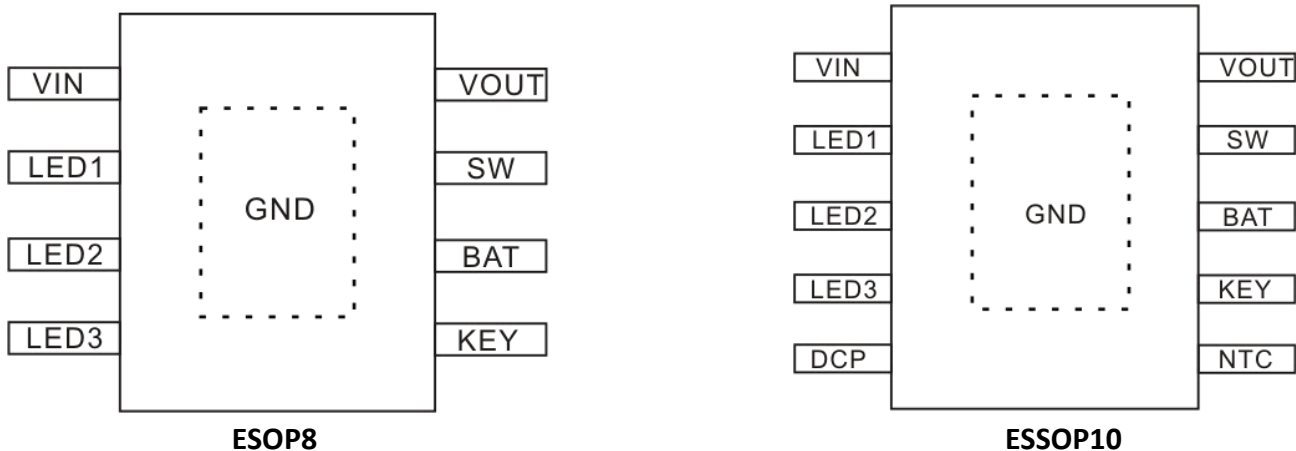 VIN
LED1
LED2
LED3
GND
VOUT
SW
BAT
KEY
ESOP8
VIN
LED1
LED2
LED3
DCP
GND
VOUT
SW
BAT
KEY
NTC
ESSOP10